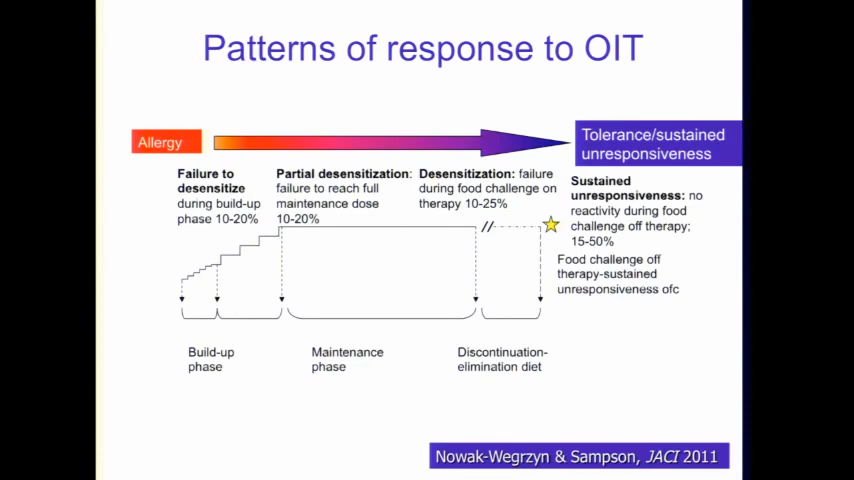 Patterns of response to OIT
Allergy
Tolerance/sustained
unresponsiveness
Failure to
desensitize
during build-up
phase 10-20%
Partial desensitization:
failure to reach full
maintenance dose
10-20%
Desensitization: failure
during food challenge on
therapy 10-25%
Sustained
unresponsiveness: no
reactivity during food
challenge off therapy;
15-50%
Food challenge off
therapy-sustained
unresponsiveness ofc
//
Build-up
phase
Maintenance
phase
Discontinuation-
elimination diet
Nowak-Wegrzyn & Sampson, JACI 2011